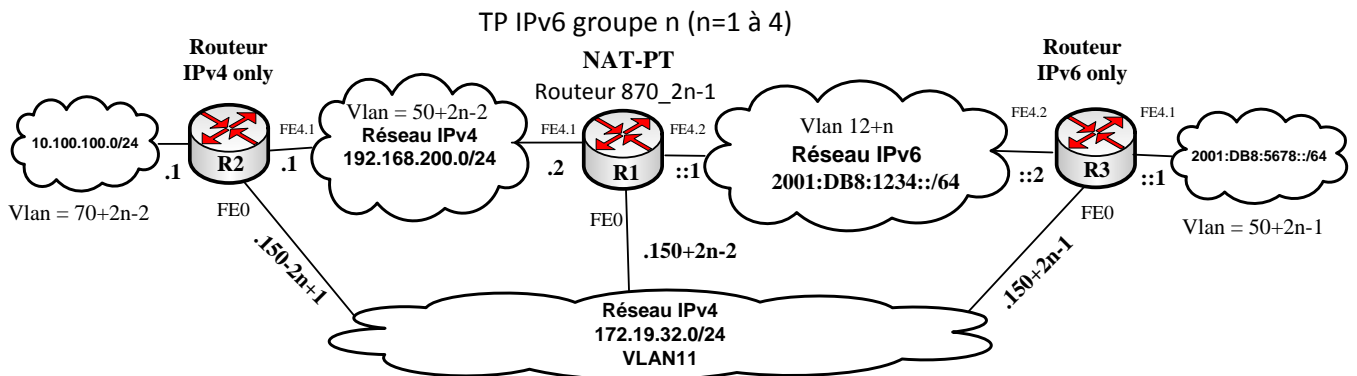 TP IPv6 groupe n (n=1 à 4)
Routeur
IPv4 only
NAT-PT
Routeur 870_2n-1
Routeur
IPv6 only
10.100.100.0/24
.1
R2
FE4.1
.1
Vlan = 50+2n-2
Réseau IPv4
192.168.200.0/24
FE4.1
.2
R1
FE4.2
::1
Vlan 12+n
Réseau IPv6
2001:DB8:1234::/64
FE4.2
::2
R3
FE4.1
::1
2001:DB8:5678::/64
Vlan = 70+2n-2
FE0
FE0
FE0
Vlan = 50+2n-1
.150-2n+1
.150+2n-2
.150+2n-1
Réseau IPv4
172.19.32.0/24
VLAN11